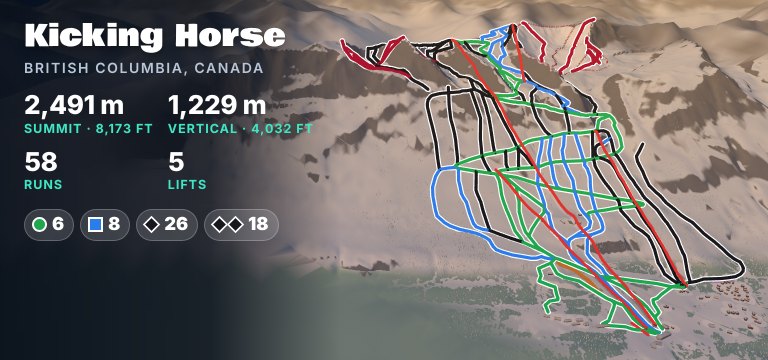 Kicking Horse
BRITISH COLUMBIA, CANADA
2,491 m 1,229 m
SUMMIT · 8,173 FT VERTICAL · 4,032 FT
58 5
RUNS LIFTS
6 8 26 18